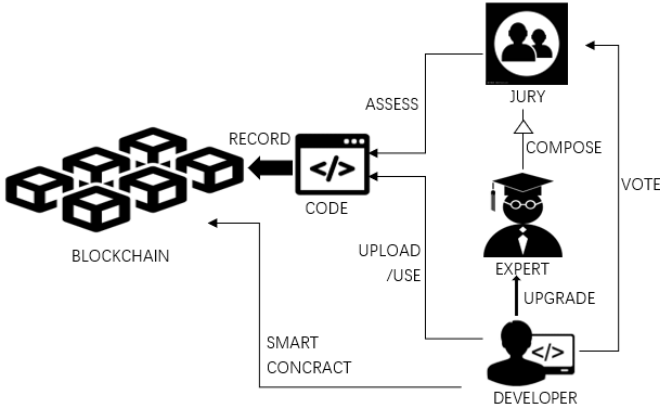 JURY
ASSESS
RECORD
COMPOSE
</>
CODE
VOTE
BLOCKCHAIN
UPLOAD
/USE
EXPERT
UPGRADE
</>
SMART
CONCRACT
DEVELOPER